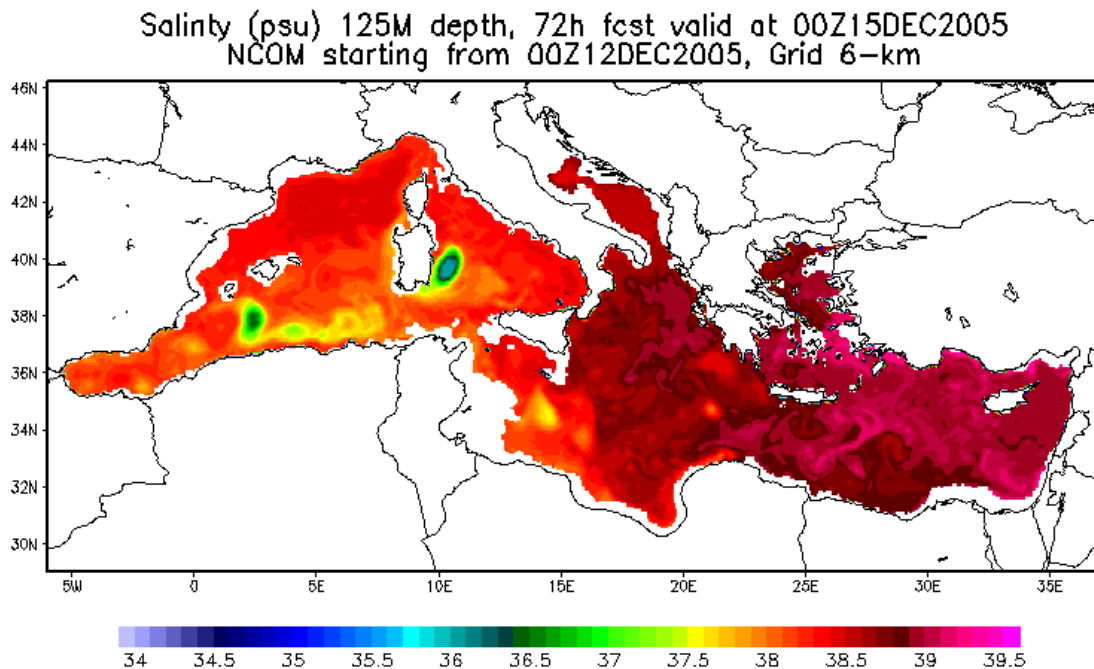 Salinity (psu) 125M depth, 72h fcst valid at 00Z15DEC2005
NCOM starting from 00Z12DEC2005, Grid 6-km
46N
44N
42N
40N
38N
36N
34N
32N
30N
5W 0 5E 10E 15E 20E 25E 30E 35E
34 34.5 35 35.5 36 36.5 37 37.5 38 38.5 39 39.5